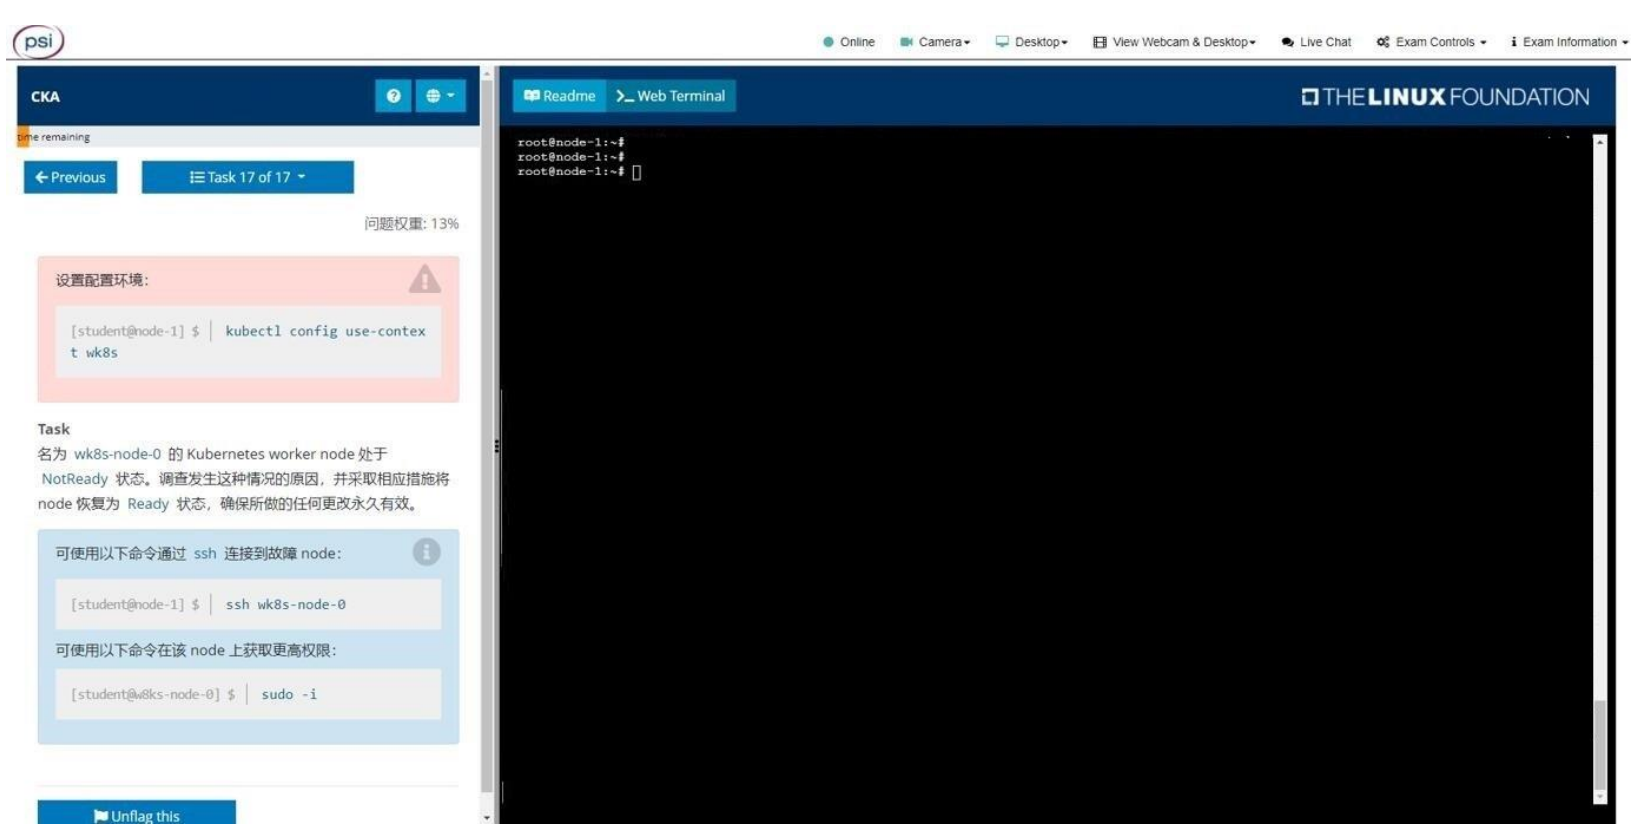 psi
Online Camera Desktop View Webcam & Desktop Live Chat Exam Controls Exam Information
CKA
time remaining
Previous
Task 17 of 17
问题权重: 13%
设置配置环境:
[student@node-1] $ | kubectl config use-contex
t wk8s
Task
名为 wk8s-node-0 的 Kubernetes worker node 处于
NotReady 状态。调查发生这种情况的原因，并采取相应措施将
node 恢复为 Ready 状态，确保所做的任何更改永久有效。
可使用以下命令通过 ssh 连接到故障 node:
[student@node-1] $ | ssh wk8s-node-0
可使用以下命令在该 node 上获取更高权限:
[student@w8ks-node-0] $ | sudo -i
Unflag this
Readme
>_ Web Terminal
THE LINUX FOUNDATION
root@node-1:~#
root@node-1:~#
root@node-1:~#